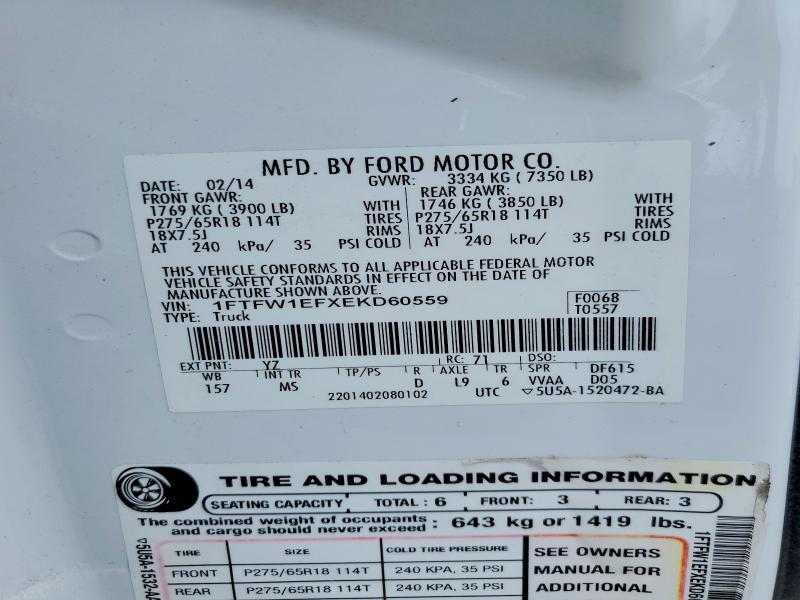 MFD. BY FORD MOTOR CO.
DATE: 02/14 GVWR: 3334 KG ( 7350 LB)
FRONT GAWR: REAR GAWR:
1769 KG ( 3900 LB) WITH 1746 KG ( 3850 LB) WITH
P275/65R18 114T TIRES P275/65R18 114T TIRES
18X7.5J RIMS 18X7.5J RIMS
AT 240 kPa/ 35 PSI COLD AT 240 kPa/ 35 PSI COLD
THIS VEHICLE CONFORMS TO ALL APPLICABLE FEDERAL MOTOR
VEHICLE SAFETY STANDARDS IN EFFECT ON THE DATE OF
MANUFACTURE SHOWN ABOVE.
VIN: 1FTFW1EFXEKD60559 F0068
TYPE: Truck T0557
EXT PNT: YZ RC: 71 DSO:
WB INT TR TP/PS R AXLE TR SPR DF615
157 MS D L9 6 VVAA D05
2201402080102 UTC ▽5U5A-1520472-BA
TIRE AND LOADING INFORMATION
SEATING CAPACITY TOTAL : 6 FRONT: 3 REAR: 3
The combined weight of occupants
and cargo should never exceed : 643 kg or 1419 lbs.
TIRE SIZE COLD TIRE PRESSURE SEE OWNERS
FRONT P275/65R18 114T 240 KPA, 35 PSI MANUAL FOR
REAR P275/65R18 114T 240 KPA, 35 PSI ADDITIONAL